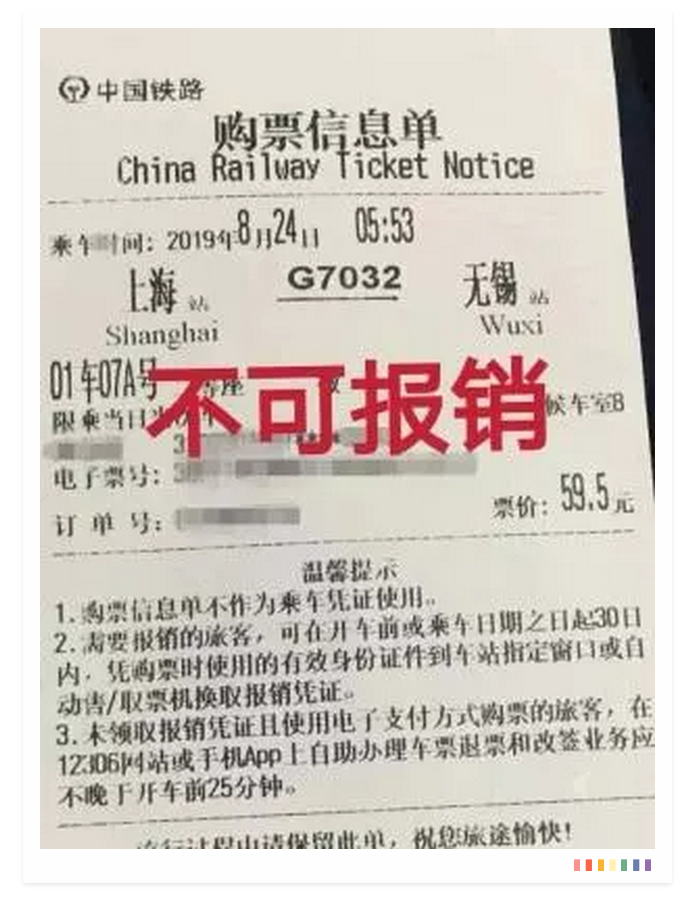 中国铁路
购票信息单
China Railway Ticket Notice
乘车时间：2019年8月24日 05:53
上海站 G7032 无锡站
Shanghai Wuxi
01车07A号
不可报销
限乘当日当 候车室B
电子票号：
订单号： 票价：59.5元
温馨提示
1.购票信息单不作为乘车凭证使用。
2.需要报销的旅客，可在开车前或乘车日期之日起30日
内，凭购票时使用的有效身份证件到车站指定窗口或自
动售/取票机换取报销凭证。
3.未领取报销凭证且使用电子支付方式购票的旅客，在
12306网站或手机App上自助办理车票退票和改签业务应
不晚于开车前25分钟。
旅行过程中请保留此单，祝您旅途愉快！